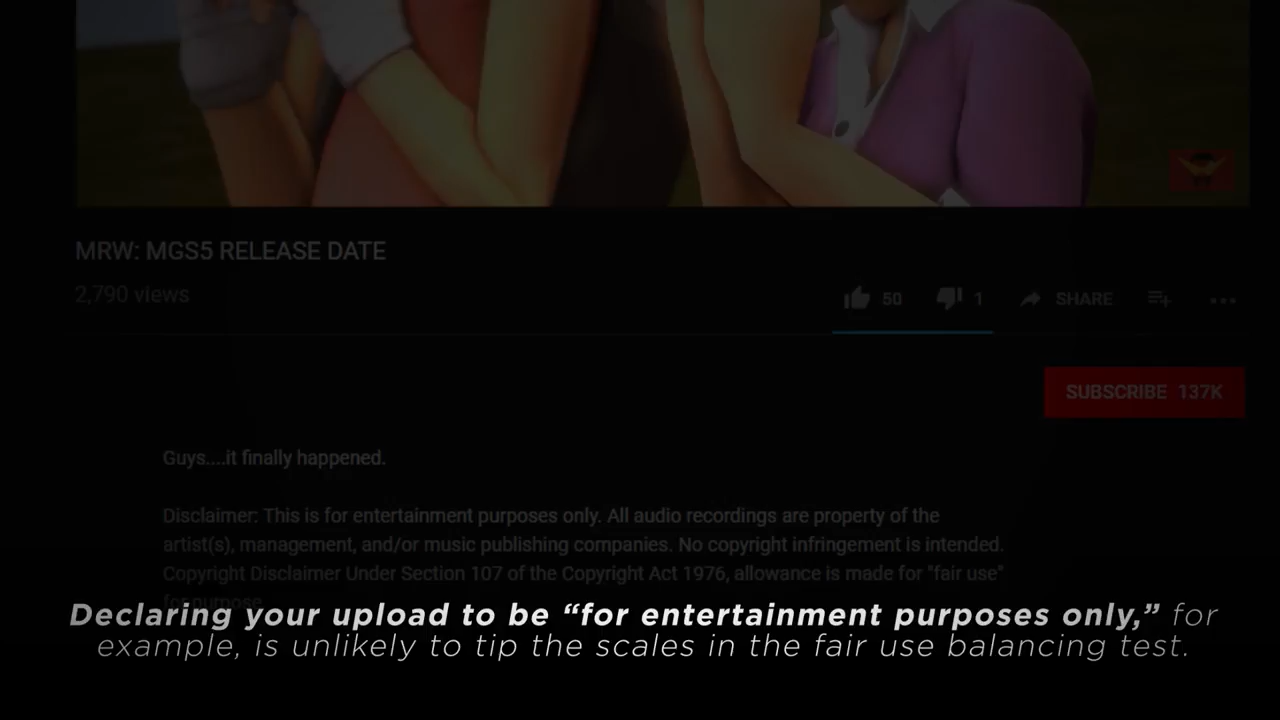 MRW: MGS5 RELEASE DATE
2,790 views
50
1
SHARE
SUBSCRIBE 137K
Guys....it finally happened.
Disclaimer: This is for entertainment purposes only. All audio recordings are property of the
artist(s), management, and/or music publishing companies. No copyright infringement is intended.
Copyright Disclaimer Under Section 107 of the Copyright Act 1976, allowance is made for "fair use"
for purpose
Declaring your upload to be “for entertainment purposes only,” for
example, is unlikely to tip the scales in the fair use balancing test.